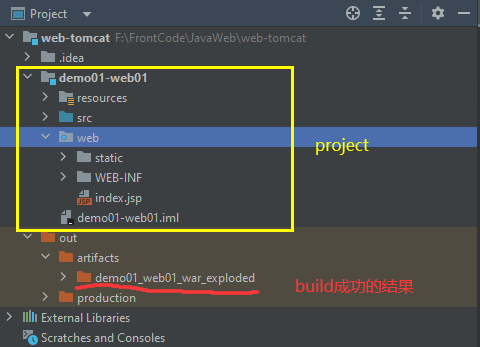 Project
web-tomcat F:\FrontCode\JavaWeb\web-tomcat
.idea
demo01-web01
resources
src
web
project
static
WEB-INF
JSP index.jsp
demo01-web01.iml
out
artifacts
demo01_web01_war_exploded
build成功的结果
production
External Libraries
Scratches and Consoles